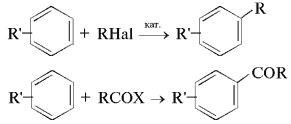 R'- + RHal кат. → R'- R
R'- + RCOX → R'- COR